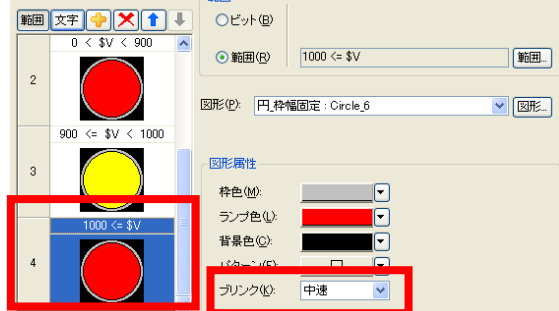 範囲 文字
0 < $V < 900
2
900 <= $V < 1000
3
1000 <= $V
4
ビット(B)
範囲(R) 1000 <= $V 範囲...
図形(P): 円_枠幅固定 : Circle_6 図形...
図形属性
枠色(M):
ランプ色(L):
背景色(C):
パターン(F):
ブリンク(K): 中速